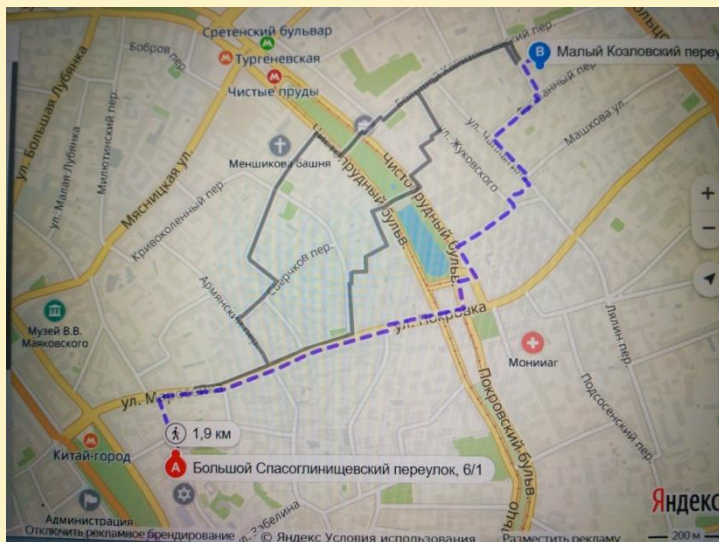 Сретенский бульвар
Бобров пер.
Тургеневская
Чистые пруды
ул. Большая Лубянка
ул. Малая Лубянка
Милютинский пер.
Мясницкая ул.
Меншикова башня
Малый Козловский переу
Машкова ул.
ул. Жуковского
Чистопрудный бульв.
Кривоколенный пер.
Сверчков пер.
Армянский пер.
Музей В.В.
Маяковского
ул. Покровка
Лялин пер.
Мониаг
Подсосенский пер.
Покровский бульв.
1,9 км
Китай-город
A Большой Спасоглинищевский переулок, 6/1
B
+
−
Администрация
Забелина
Яндекс
Отключить рекламное брендирование
© Яндекс Условия использования
Разместить рекламу
200 м